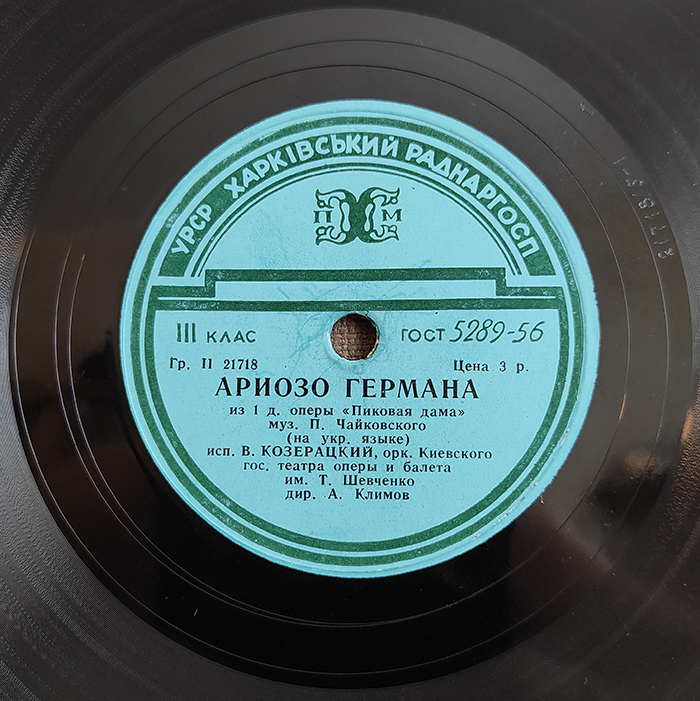 УРСР ХАРКІВСЬКИЙ РАДНАРГОСП
П М
III КЛАС ГОСТ 5289-56
Гр. II 21718 Цена 3 р.
АРИОЗО ГЕРМАНА
из 1 д. оперы «Пиковая дама»
муз. П. Чайковского
(на укр. языке)
исп. В. КОЗЕРАЦКИЙ, орк. Киевского
гос. театра оперы и балета
им. Т. Шевченко
дир. А. Климов